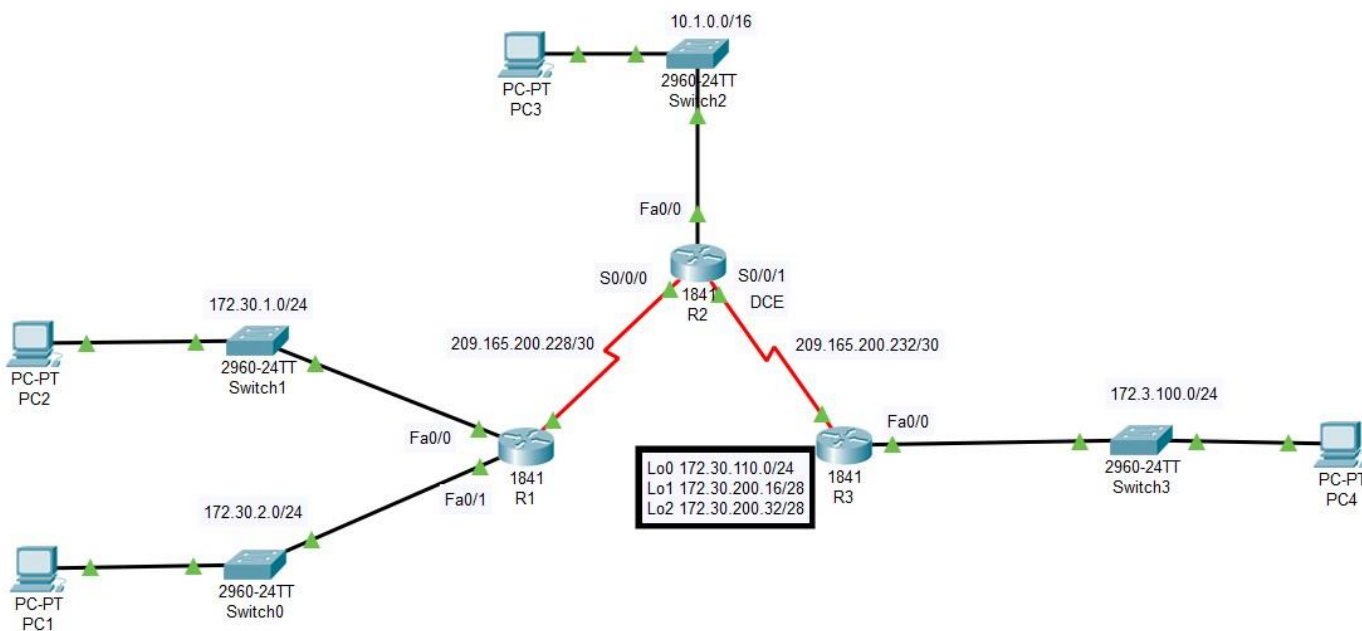 10.1.0.0/16
PC-PT
PC3
2960-24TT
Switch2
Fa0/0
S0/0/0
1841
R2
S0/0/1
DCE
172.30.1.0/24
PC-PT
PC2
2960-24TT
Switch1
209.165.200.228/30
209.165.200.232/30
172.3.100.0/24
Fa0/0
1841
R1
Fa0/1
Lo0 172.30.110.0/24
Lo1 172.30.200.16/28
Lo2 172.30.200.32/28
Fa0/0
1841
R3
2960-24TT
Switch3
PC-PT
PC4
172.30.2.0/24
PC-PT
PC1
2960-24TT
Switch0